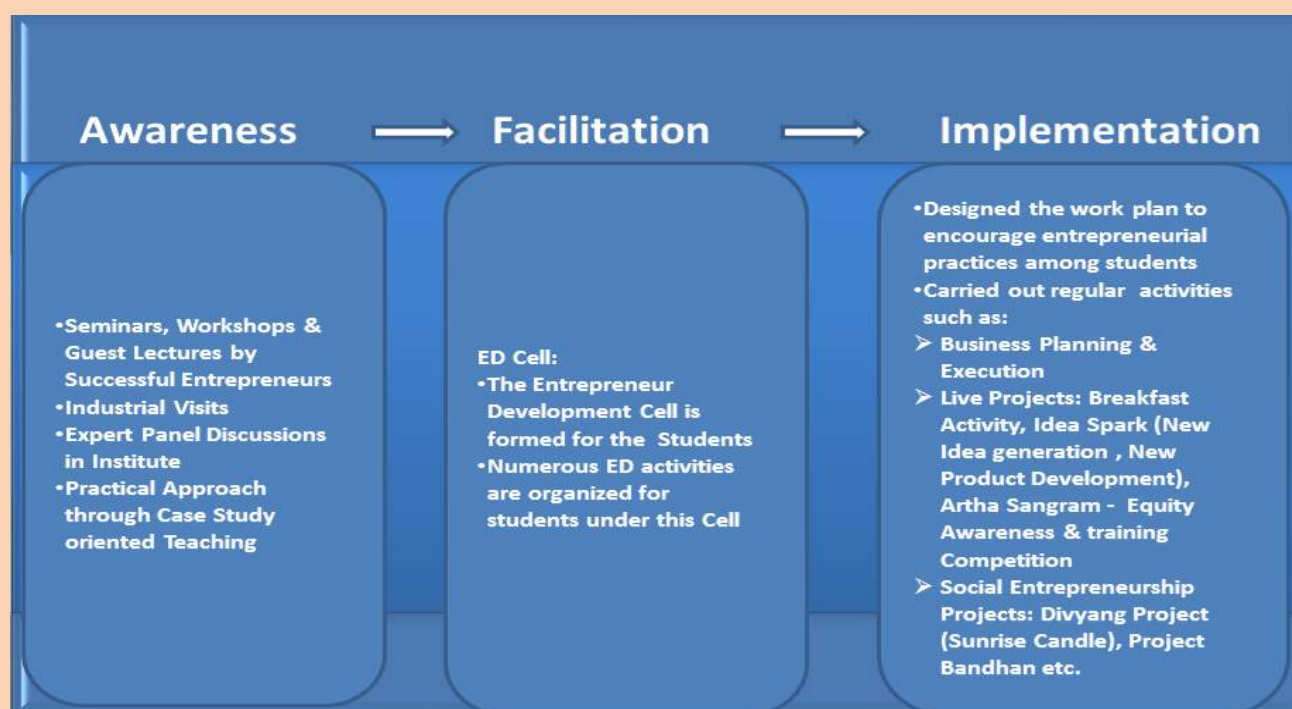 Awareness
Facilitation
Implementation
•Seminars, Workshops &
Guest Lectures by
Successful Entrepreneurs
•Industrial Visits
•Expert Panel Discussions
in Institute
•Practical Approach
through Case Study
oriented Teaching
ED Cell:
•The Entrepreneur
Development Cell is
formed for the Students
•Numerous ED activities
are organized for
students under this Cell
•Designed the work plan to
encourage entrepreneurial
practices among students
•Carried out regular activities
such as:
➢ Business Planning &
Execution
➢ Live Projects: Breakfast
Activity, Idea Spark (New
Idea generation , New
Product Development),
Artha Sangram - Equity
Awareness & training
Competition
➢ Social Entrepreneurship
Projects: Divyang Project
(Sunrise Candle), Project
Bandhan etc.